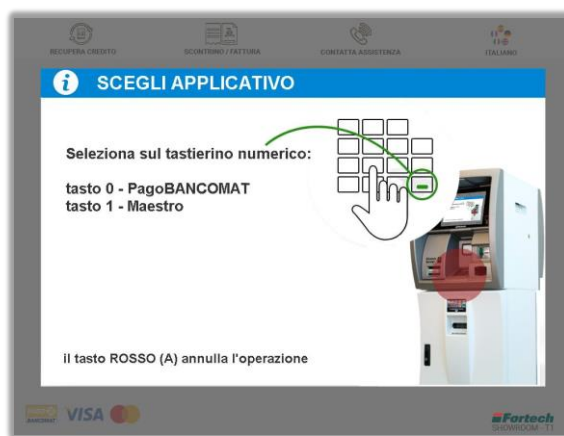 RECUPERA CREDITO
SCONTRINO / FATTURA
CONTATTA ASSISTENZA
ITALIANO
i SCEGLI APPLICATIVO
Seleziona sul tastierino numerico:
tasto 0 - PagoBANCOMAT
tasto 1 - Maestro
il tasto ROSSO (A) annulla l'operazione
BANCOMAT
VISA
Fortech
SHOWROOM - T1